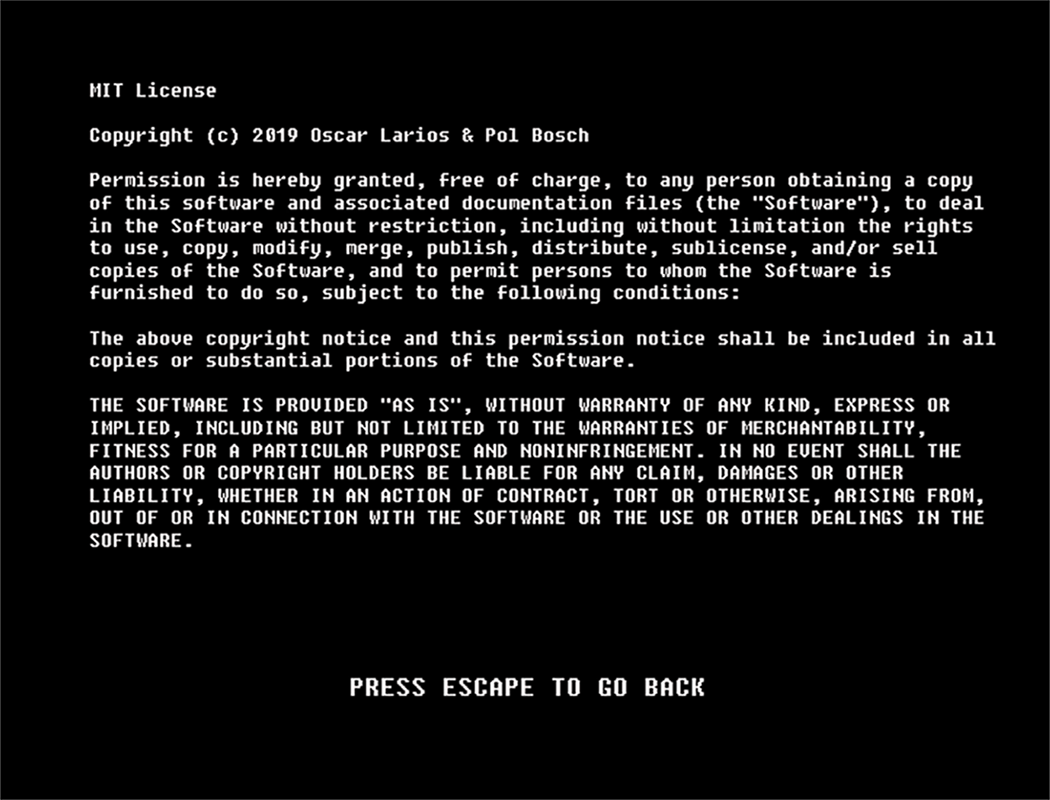 MIT License
Copyright (c) 2019 Oscar Larios & Pol Bosch
Permission is hereby granted, free of charge, to any person obtaining a copy
of this software and associated documentation files (the "Software"), to deal
in the Software without restriction, including without limitation the rights
to use, copy, modify, merge, publish, distribute, sublicense, and/or sell
copies of the Software, and to permit persons to whom the Software is
furnished to do so, subject to the following conditions:
The above copyright notice and this permission notice shall be included in all
copies or substantial portions of the Software.
THE SOFTWARE IS PROVIDED "AS IS", WITHOUT WARRANTY OF ANY KIND, EXPRESS OR
IMPLIED, INCLUDING BUT NOT LIMITED TO THE WARRANTIES OF MERCHANTABILITY,
FITNESS FOR A PARTICULAR PURPOSE AND NONINFRINGEMENT. IN NO EVENT SHALL THE
AUTHORS OR COPYRIGHT HOLDERS BE LIABLE FOR ANY CLAIM, DAMAGES OR OTHER
LIABILITY, WHETHER IN AN ACTION OF CONTRACT, TORT OR OTHERWISE, ARISING FROM,
OUT OF OR IN CONNECTION WITH THE SOFTWARE OR THE USE OR OTHER DEALINGS IN THE
SOFTWARE.
PRESS ESCAPE TO GO BACK